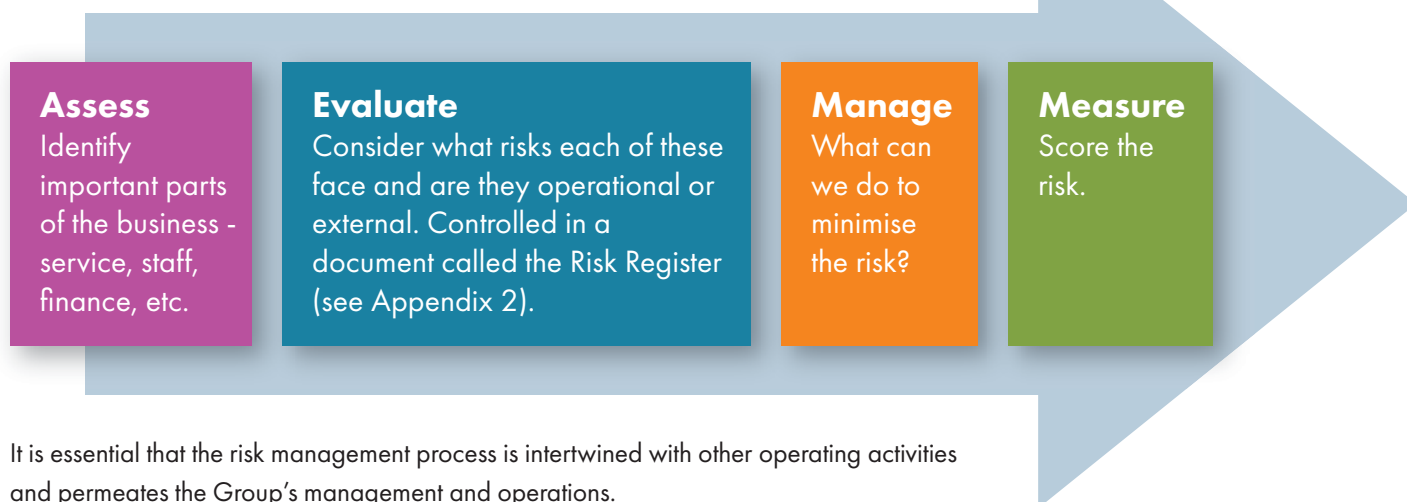 Assess
Identify
important parts
of the business -
service, staff,
finance, etc.
Evaluate
Consider what risks each of these
face and are they operational or
external. Controlled in a
document called the Risk Register
(see Appendix 2).
Manage
What can
we do to
minimise
the risk?
Measure
Score the
risk.
It is essential that the risk management process is intertwined with other operating activities
and permeates the Group's management and operations.